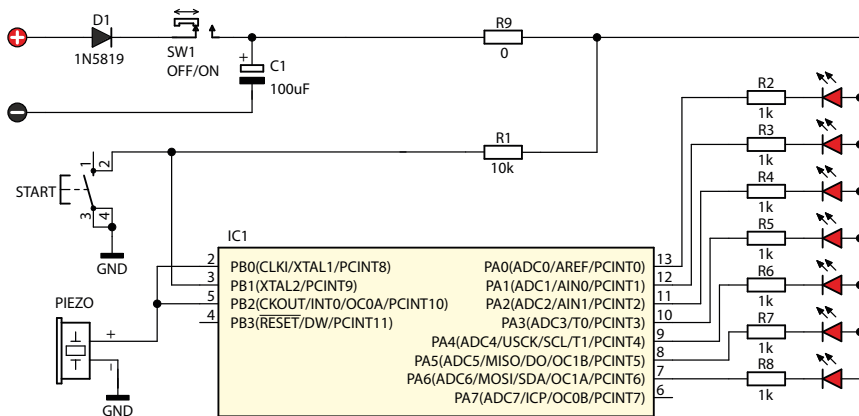 +
D1
1N5819
SW1
OFF/ON
+
C1
100uF
R9
0
−
R1
10k
START
1
2
3
4
GND
R2
1k
R3
1k
R4
1k
R5
1k
R6
1k
R7
1k
R8
1k
IC1
2 PB0(CLKI/XTAL1/PCINT8)
3 PB1(XTAL2/PCINT9)
5 PB2(CKOUT/INT0/OC0A/PCINT10)
4 PB3(RESET/DW/PCINT11)
PA0(ADC0/AREF/PCINT0) 13
PA1(ADC1/AIN0/PCINT1) 12
PA2(ADC2/AIN1/PCINT2) 11
PA3(ADC3/T0/PCINT3) 10
PA4(ADC4/USCK/SCL/T1/PCINT4) 9
PA5(ADC5/MISO/DO/OC1B/PCINT5) 8
PA6(ADC6/MOSI/SDA/OC1A/PCINT6) 7
PA7(ADC7/ICP/OC0B/PCINT7) 6
PIEZO
+
−
GND